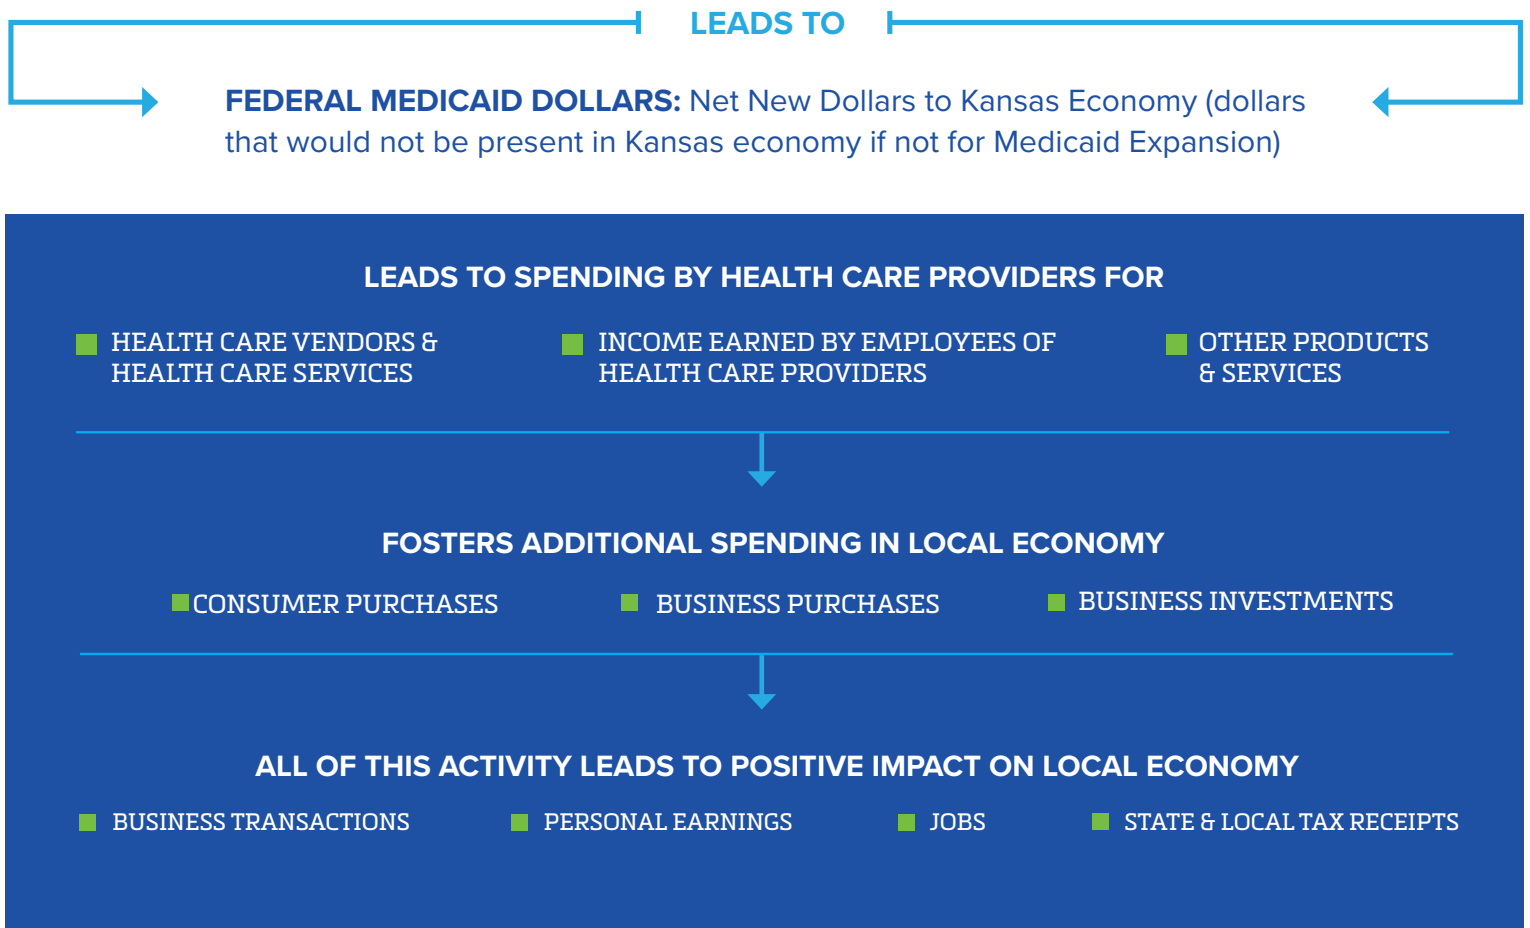 LEADS TO
FEDERAL MEDICAID DOLLARS: Net New Dollars to Kansas Economy (dollars
that would not be present in Kansas economy if not for Medicaid Expansion)
LEADS TO SPENDING BY HEALTH CARE PROVIDERS FOR
HEALTH CARE VENDORS &
HEALTH CARE SERVICES
INCOME EARNED BY EMPLOYEES OF
HEALTH CARE PROVIDERS
OTHER PRODUCTS
& SERVICES
FOSTERS ADDITIONAL SPENDING IN LOCAL ECONOMY
CONSUMER PURCHASES
BUSINESS PURCHASES
BUSINESS INVESTMENTS
ALL OF THIS ACTIVITY LEADS TO POSITIVE IMPACT ON LOCAL ECONOMY
BUSINESS TRANSACTIONS
PERSONAL EARNINGS
JOBS
STATE & LOCAL TAX RECEIPTS